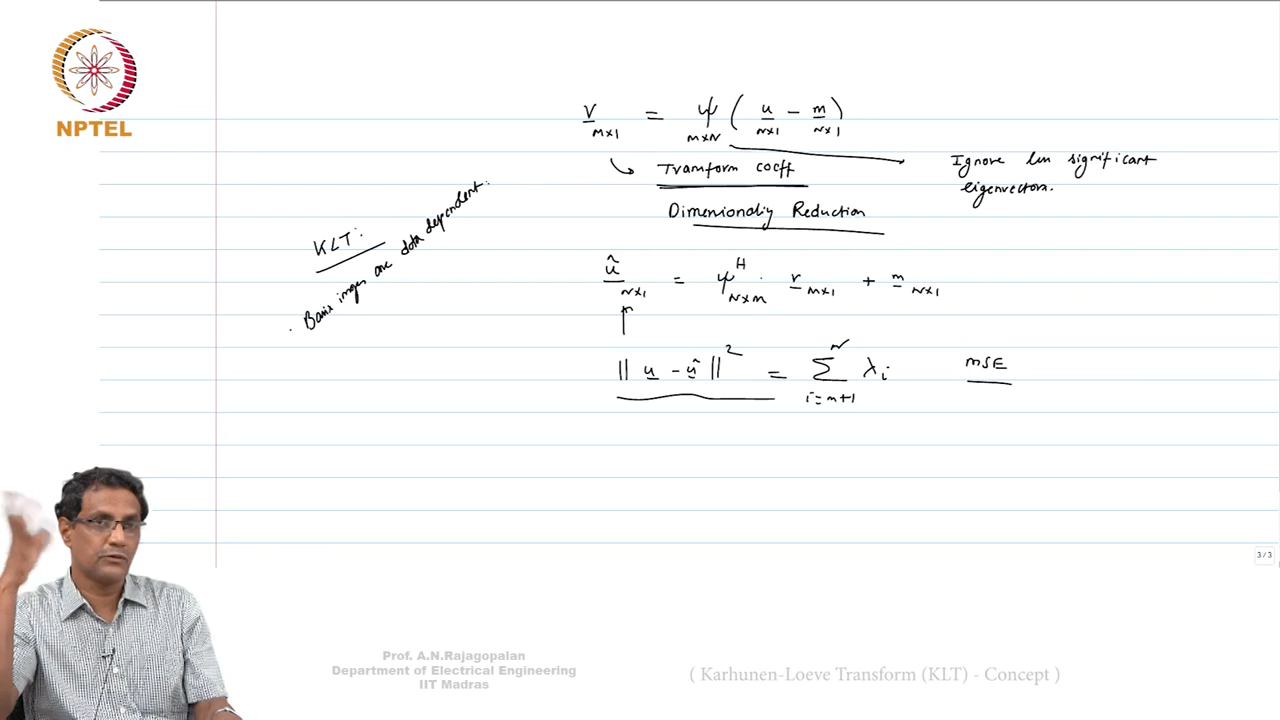 NPTEL
V M×1 = ψ M×N ( u N×1 − m N×1 )
Transform coeff
Ignore less significant
eigenvectors.
Dimensionality Reduction
KLT:
. Basis images are data dependent.
û N×1 = ψ^H N×M . v M×1 + m N×1
|| u − û ||^2 = Σ_{i=M+1}^{N} λi MSE
3/3
Prof. A.N.Rajagopalan
Department of Electrical Engineering
IIT Madras
( Karhunen-Loeve Transform (KLT) - Concept )